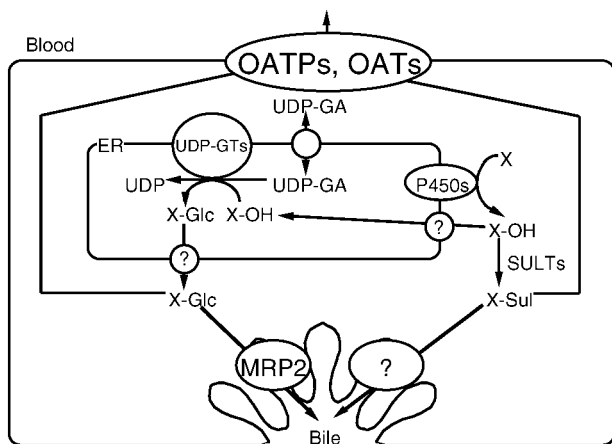 Blood
OATPs, OATs
UDP-GA
ER
UDP-GTs
X
UDP
UDP-GA
P450s
X-Glc
X-OH
?
X-OH
?
SULTs
X-Glc
X-Sul
MRP2
?
Bile